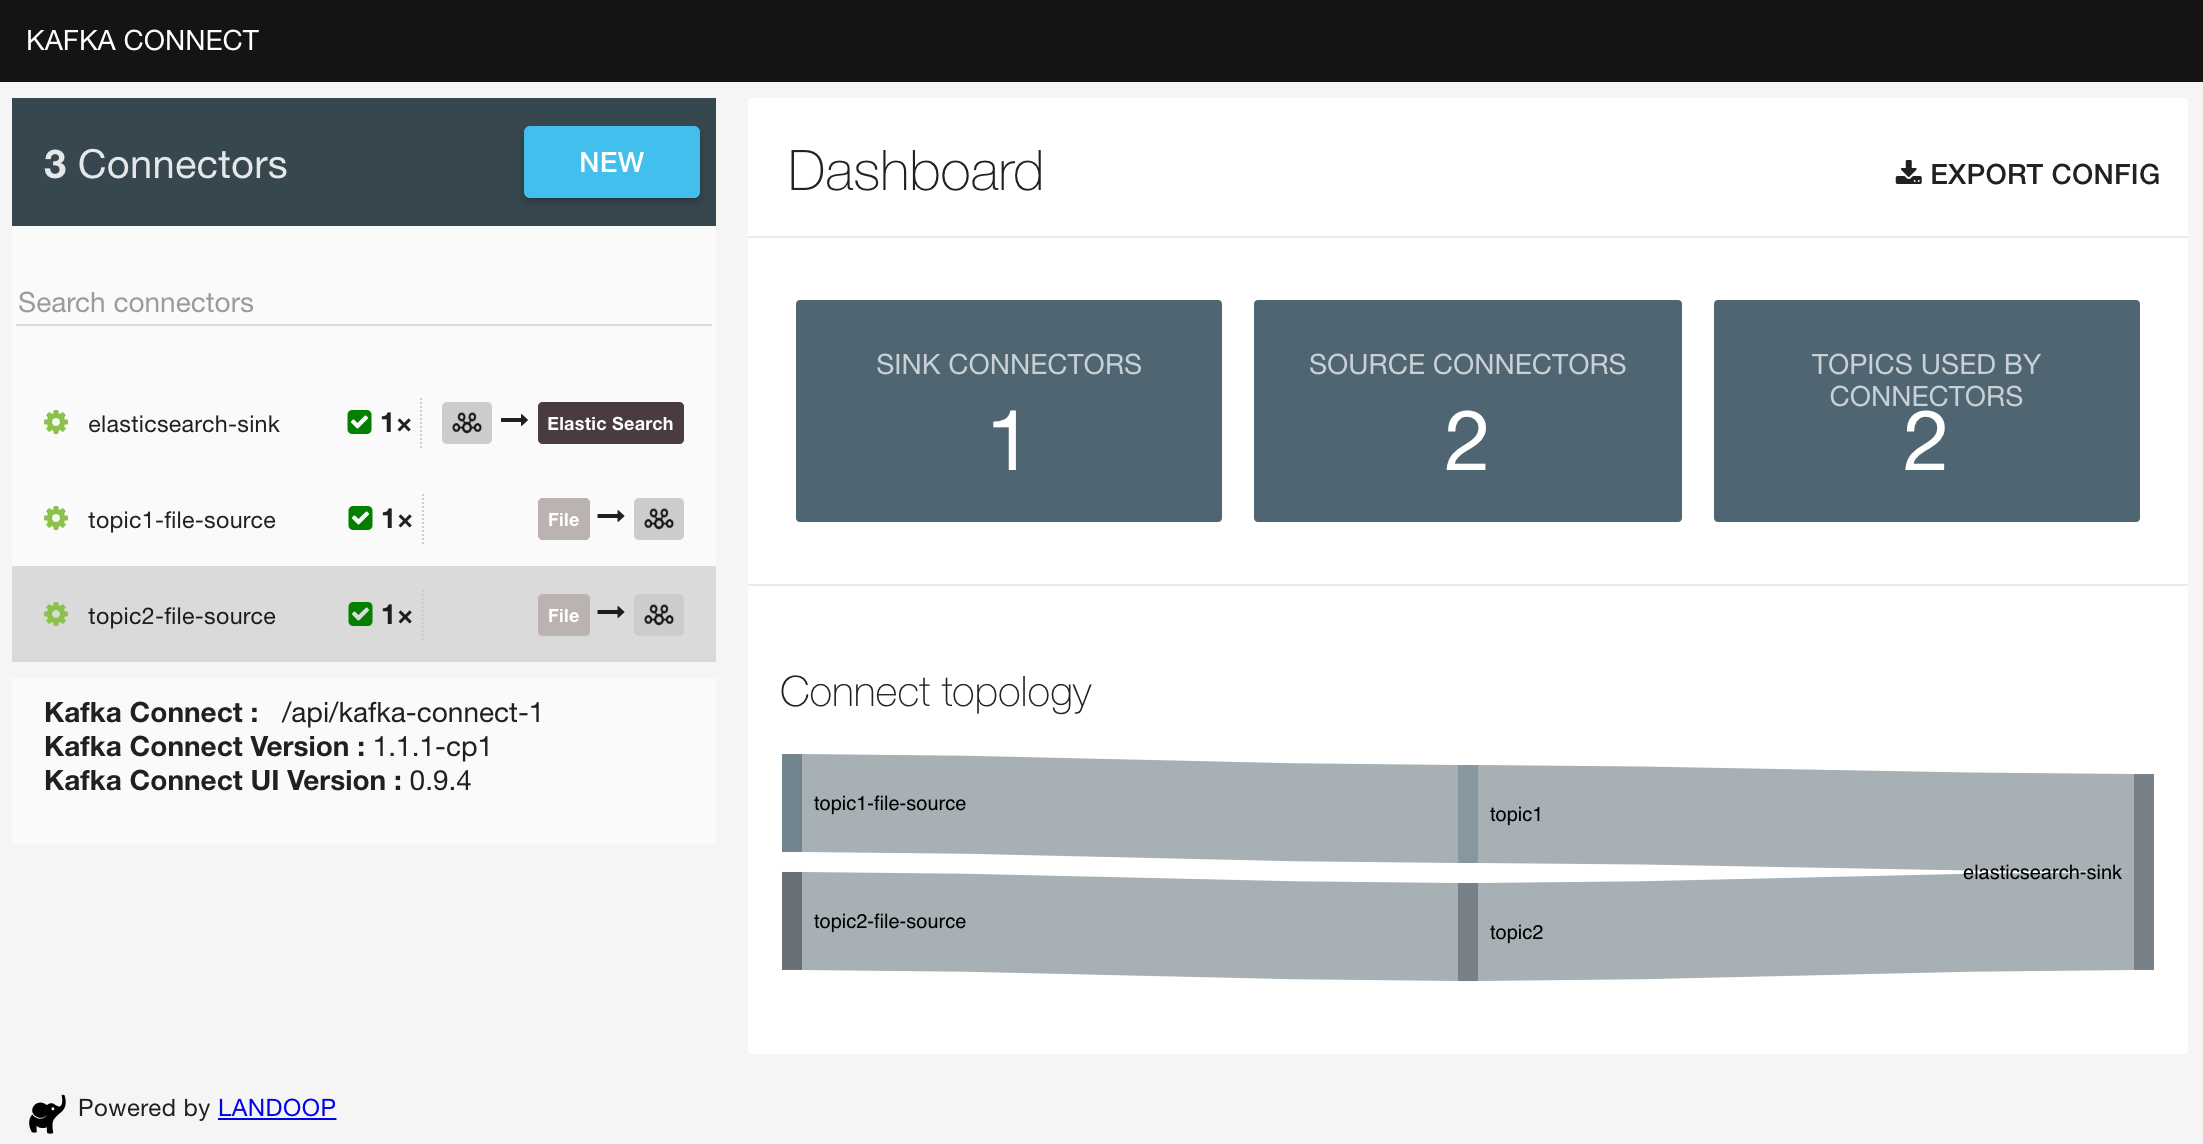 KAFKA CONNECT
3 Connectors
NEW
Search connectors
elasticsearch-sink 1× Elastic Search
topic1-file-source 1× File
topic2-file-source 1× File
Kafka Connect : /api/kafka-connect-1
Kafka Connect Version : 1.1.1-cp1
Kafka Connect UI Version : 0.9.4
Dashboard
EXPORT CONFIG
SINK CONNECTORS
1
SOURCE CONNECTORS
2
TOPICS USED BY
CONNECTORS
2
Connect topology
topic1-file-source
topic1
elasticsearch-sink
topic2-file-source
topic2
Powered by LANDOOP